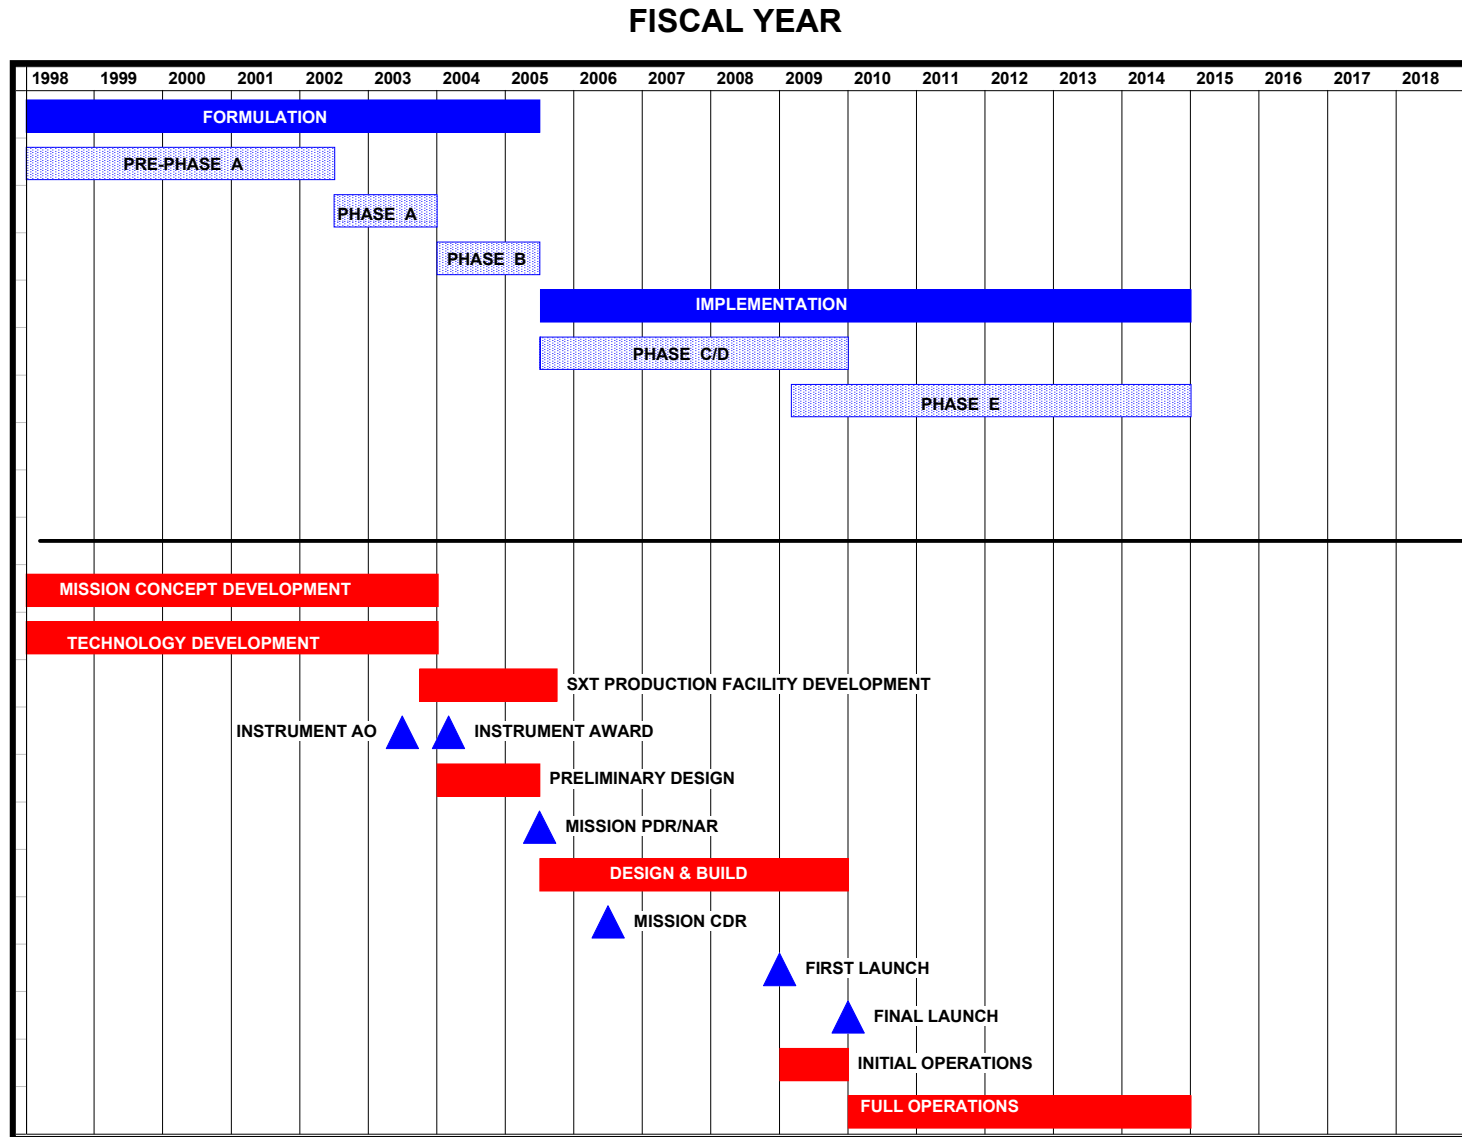 FISCAL YEAR
1998 1999 2000 2001 2002 2003 2004 2005 2006 2007 2008 2009 2010 2011 2012 2013 2014 2015 2016 2017 2018
FORMULATION
PRE-PHASE A
PHASE A
PHASE B
IMPLEMENTATION
PHASE C/D
PHASE E
MISSION CONCEPT DEVELOPMENT
TECHNOLOGY DEVELOPMENT
SXT PRODUCTION FACILITY DEVELOPMENT
INSTRUMENT AO INSTRUMENT AWARD
PRELIMINARY DESIGN
MISSION PDR/NAR
DESIGN & BUILD
MISSION CDR
FIRST LAUNCH
FINAL LAUNCH
INITIAL OPERATIONS
FULL OPERATIONS